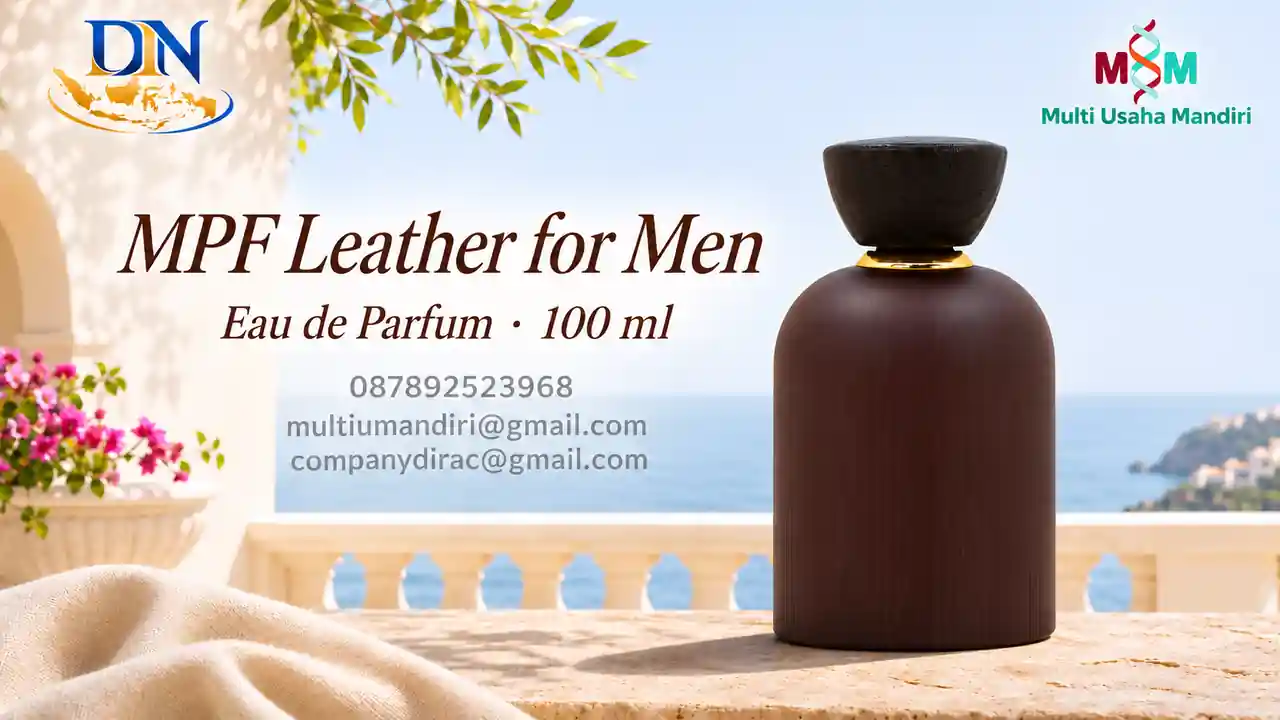 DN
MUM
Multi Usaha Mandiri
MPF Leather for Men
Eau de Parfum · 100 ml
087892523968
multiumandiri@gmail.com
companydirac@gmail.com